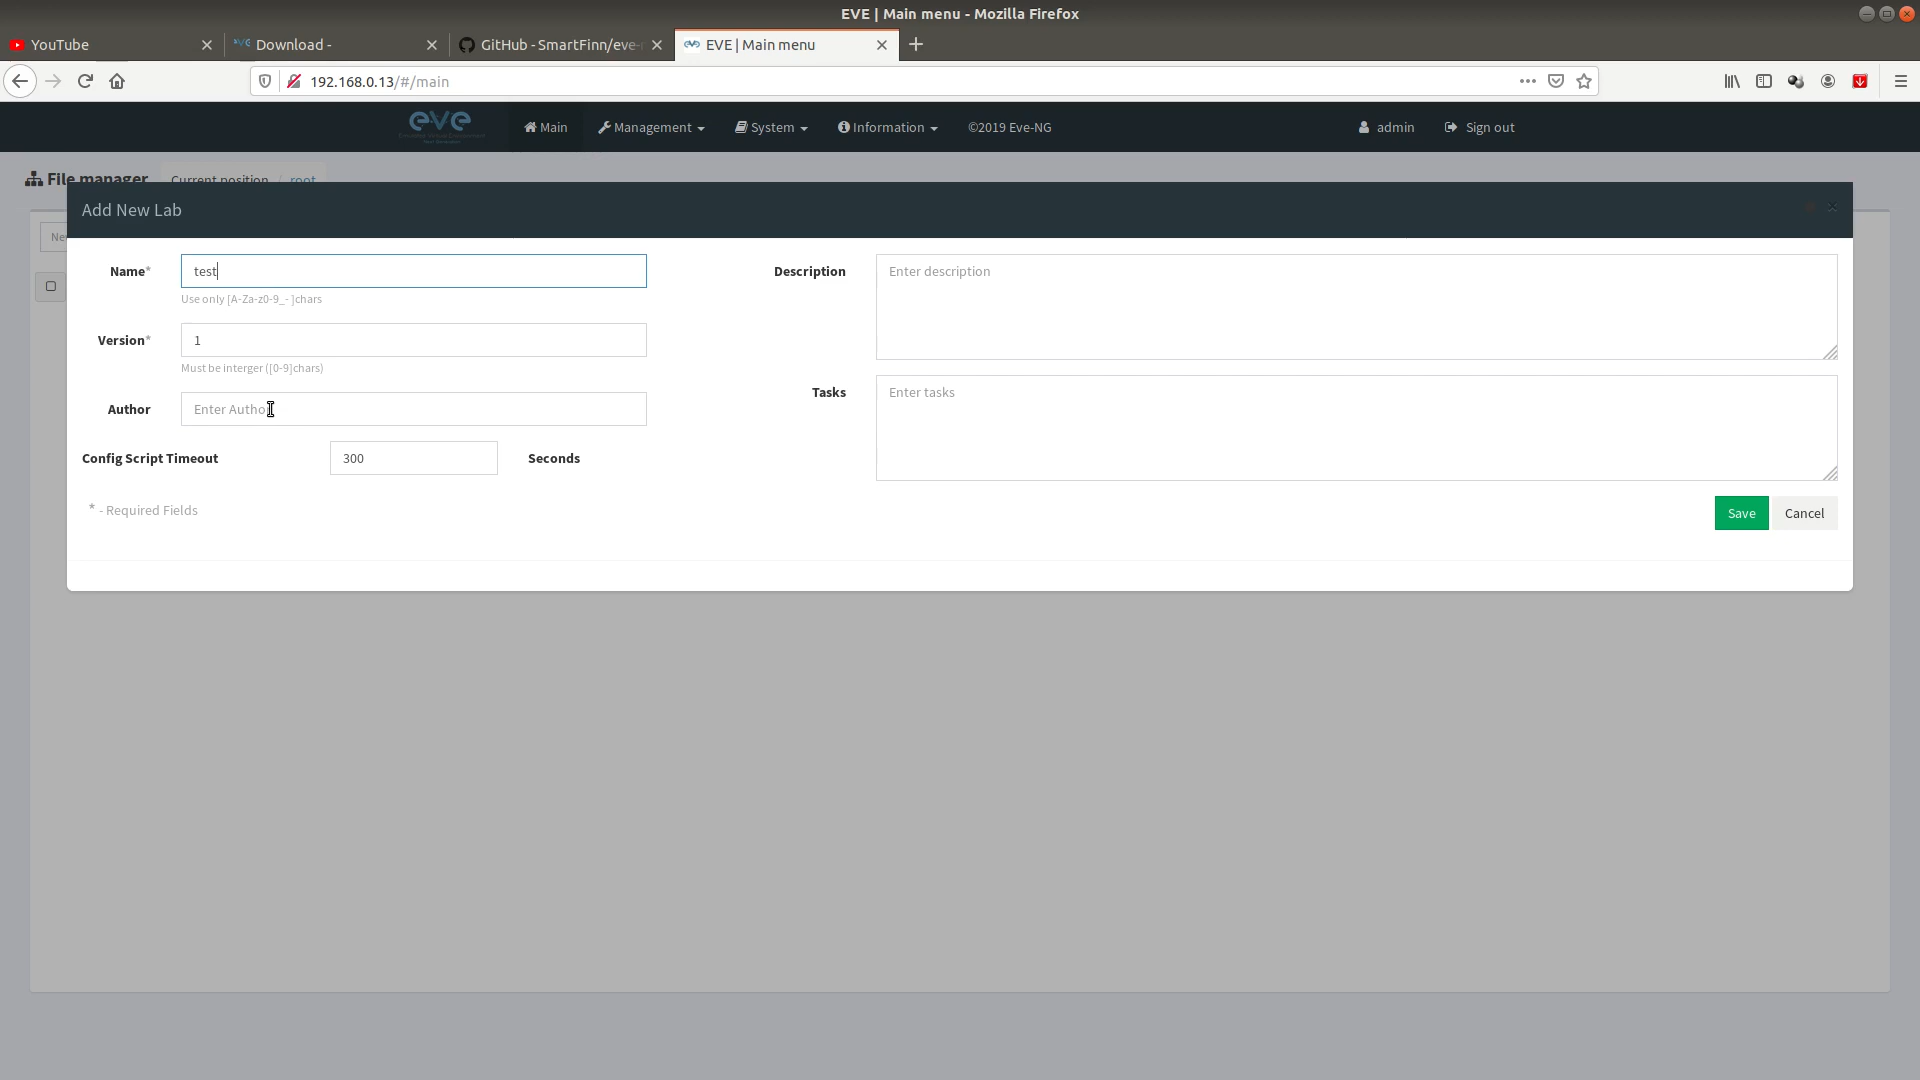 EVE | Main menu - Mozilla Firefox
YouTube
Download -
GitHub - SmartFinn/eve-
EVE | Main menu
192.168.0.13/#/main
eve
Main
Management
System
Information
©2019 Eve-NG
admin
Sign out
File manager
Current position / root
Add New Lab
Ne
Name*
test
Use only [A-Za-z0-9_- ]chars
Version*
1
Must be interger ([0-9]chars)
Author
Enter Autho
Config Script Timeout
300
Seconds
* - Required Fields
Description
Enter description
Tasks
Enter tasks
Save
Cancel